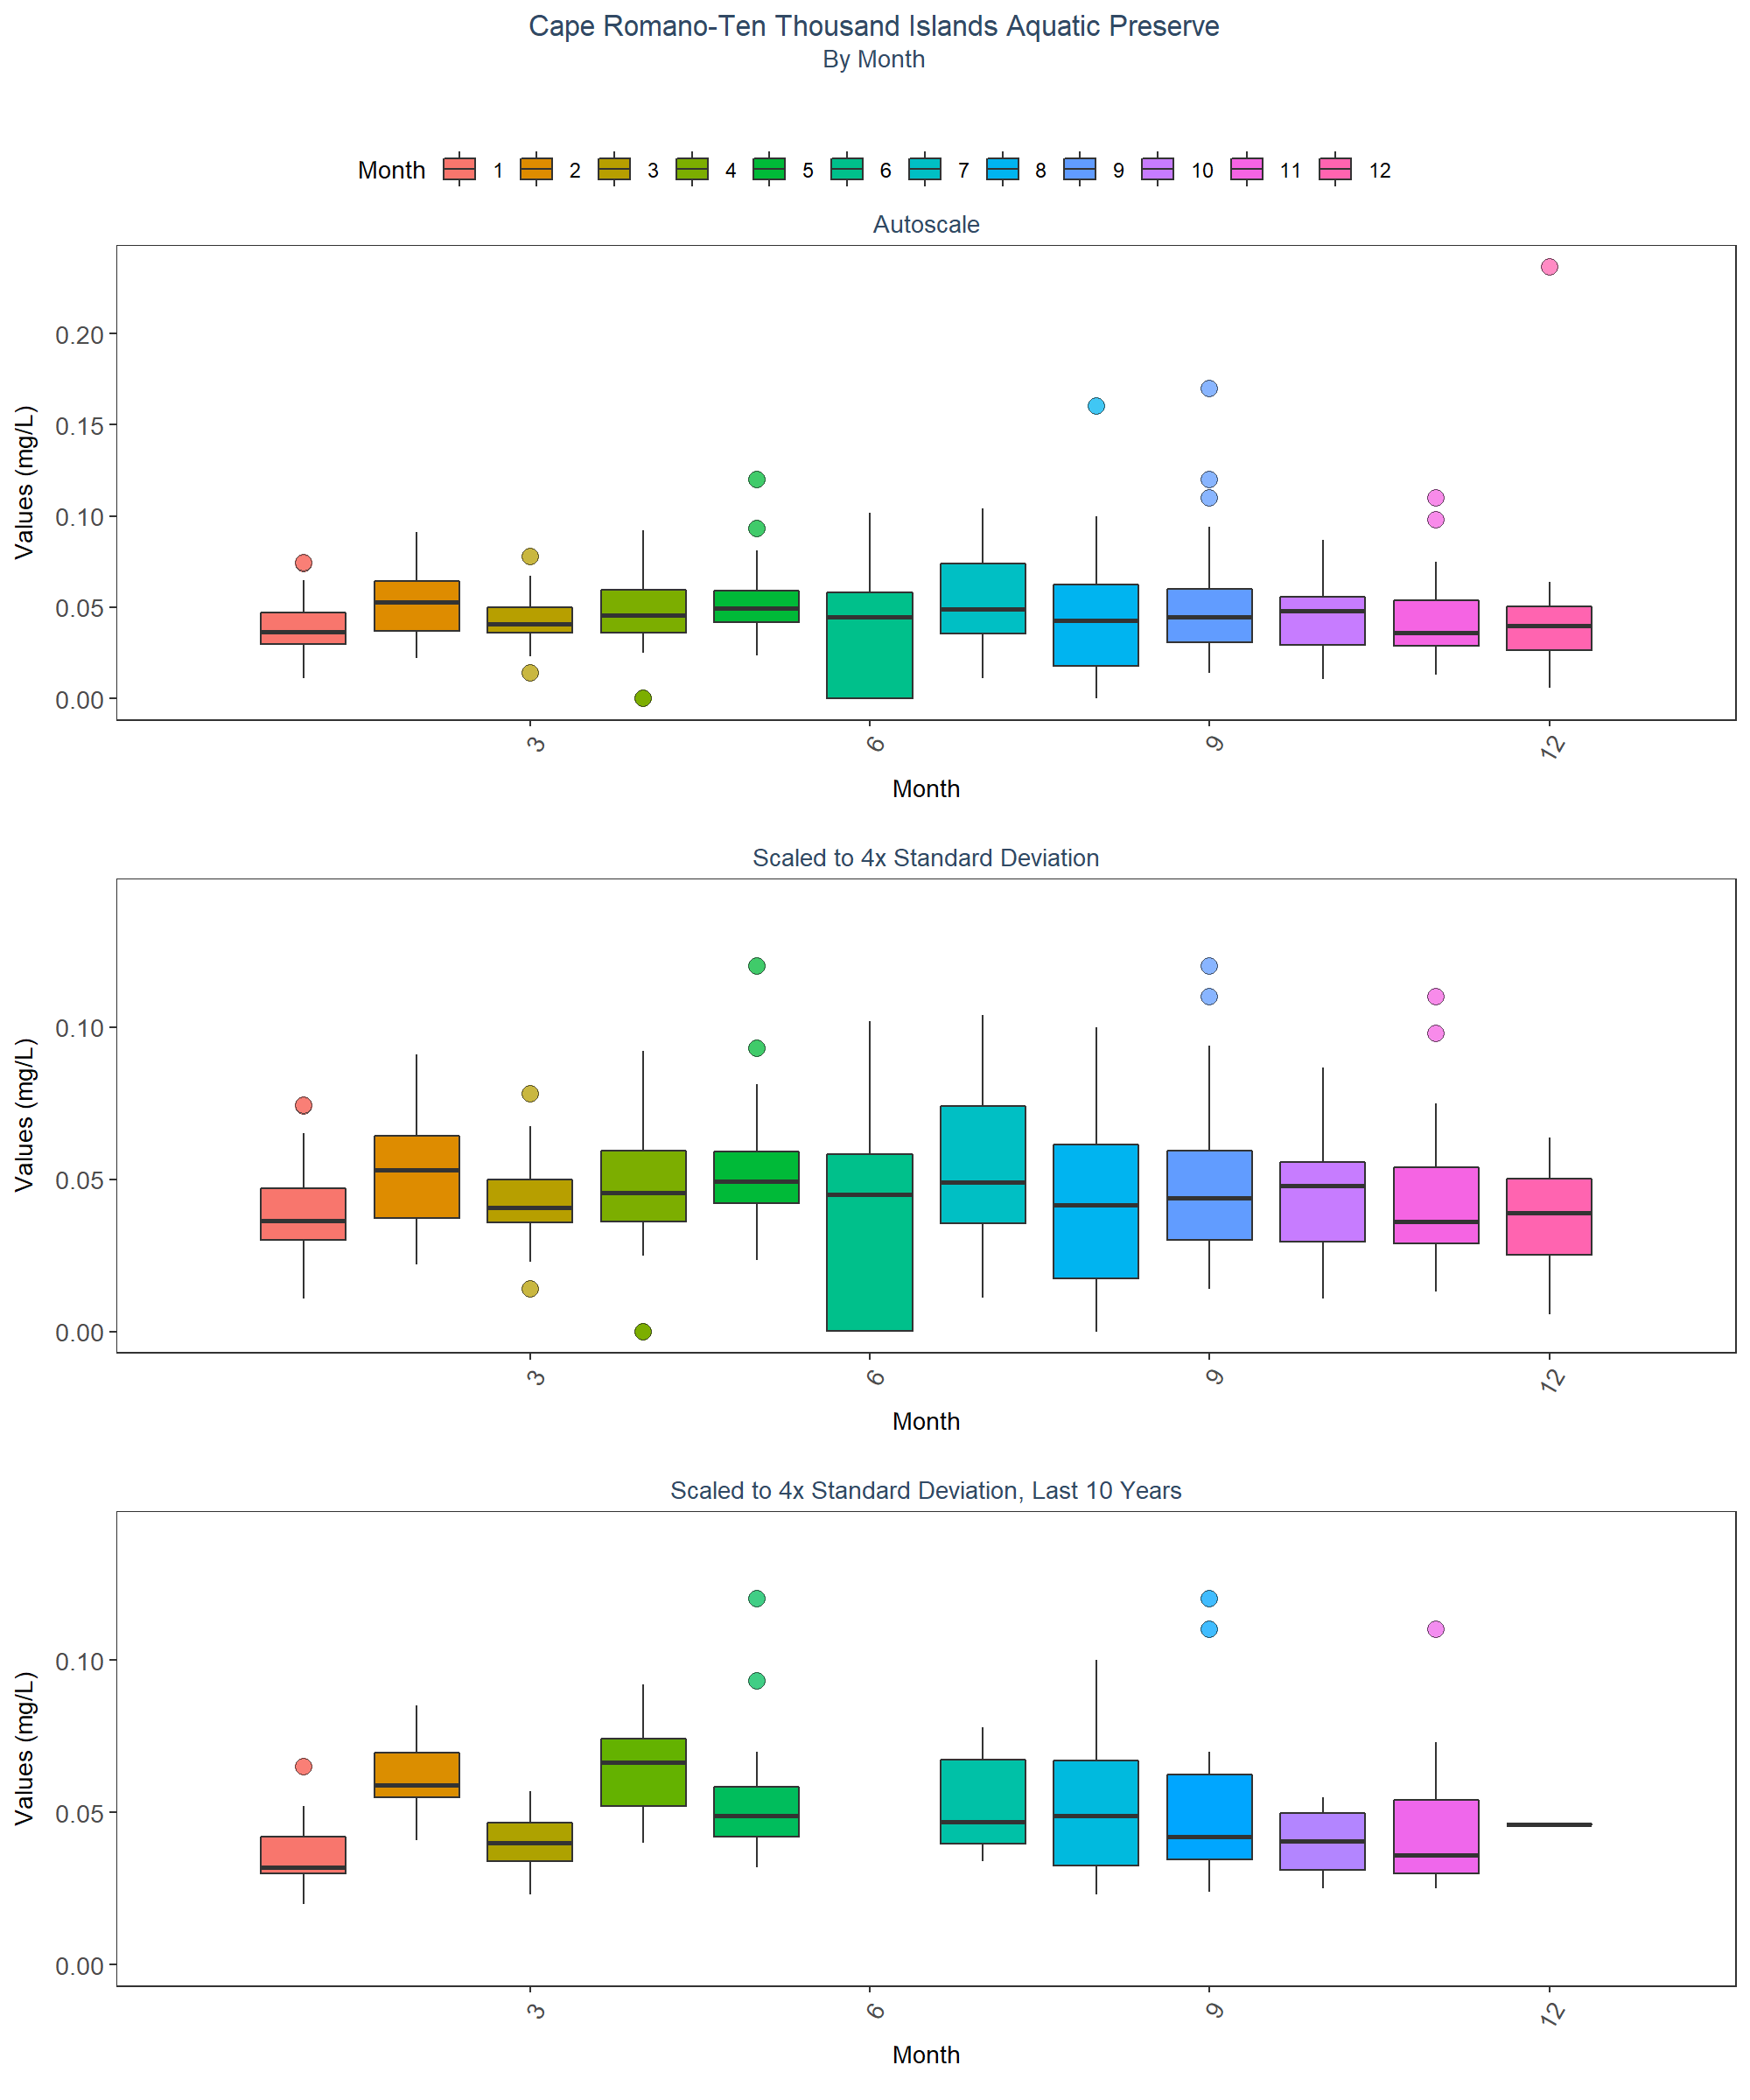 Cape Romano-Ten Thousand Islands Aquatic Preserve
By Month
Month 1 2 3 4 5 6 7 8 9 10 11 12
Autoscale
Values (mg/L)
0.20
0.15
0.10
0.05
0.00
3 6 9 12
Month
Scaled to 4x Standard Deviation
Values (mg/L)
0.10
0.05
0.00
3 6 9 12
Month
Scaled to 4x Standard Deviation, Last 10 Years
Values (mg/L)
0.10
0.05
0.00
3 6 9 12
Month